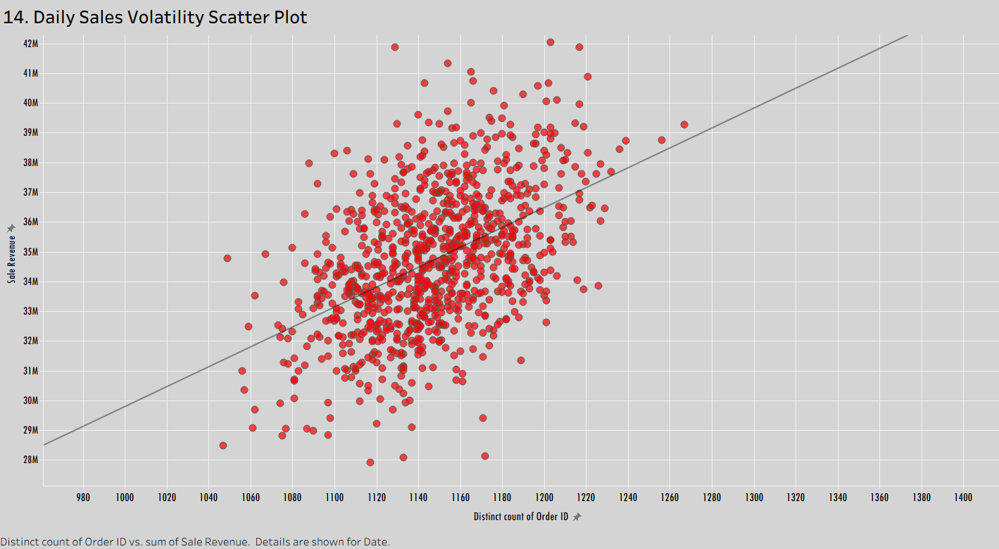 14. Daily Sales Volatility Scatter Plot
42M
41M
40M
39M
38M
37M
36M
35M
34M
33M
32M
31M
30M
29M
28M
Sale Revenue
980 1000 1020 1040 1060 1080 1100 1120 1140 1160 1180 1200 1220 1240 1260 1280 1300 1320 1340 1360 1380 1400
Distinct count of Order ID
Distinct count of Order ID vs. sum of Sale Revenue. Details are shown for Date.